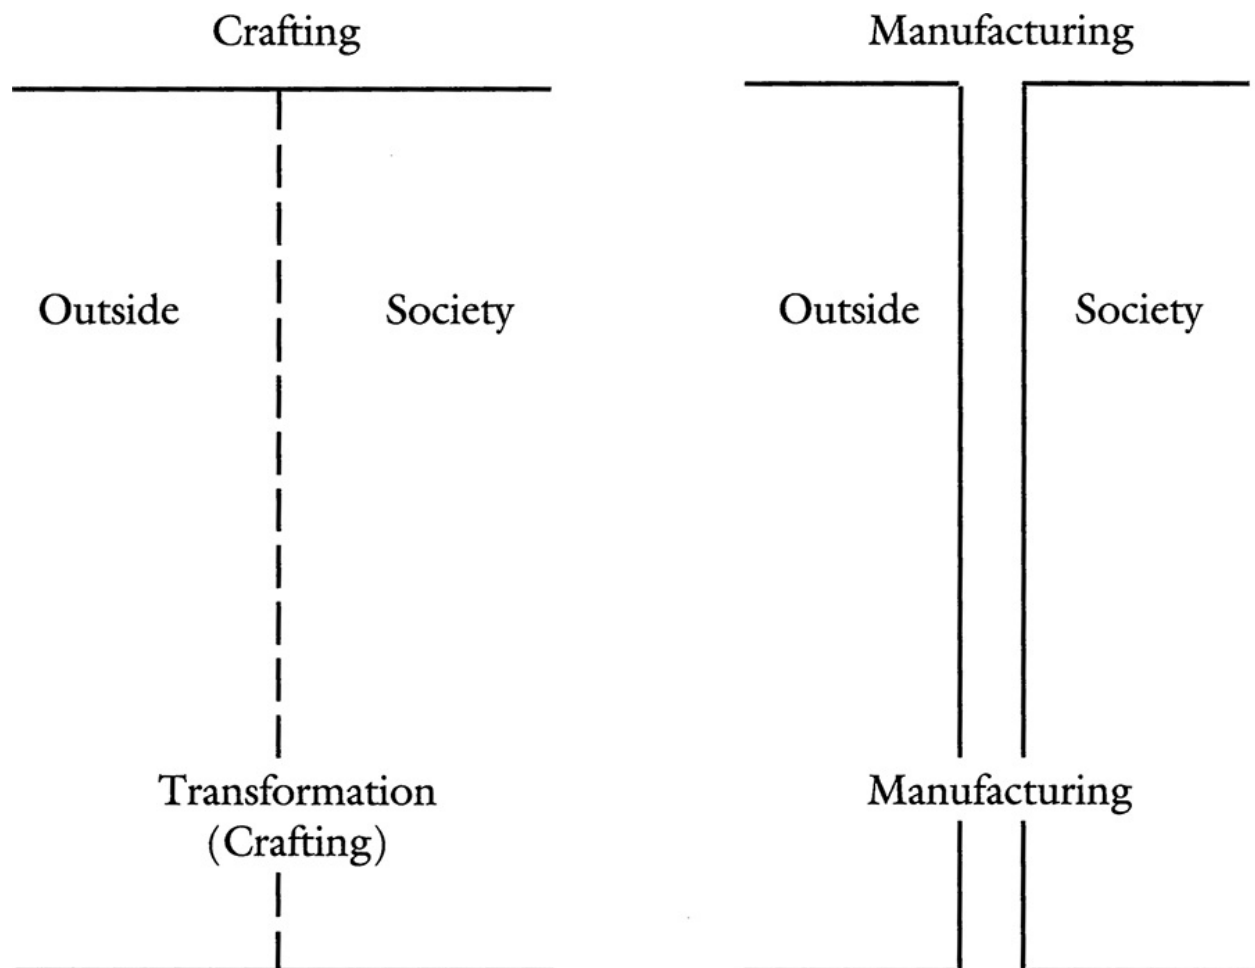 Crafting
Outside
Society
Transformation
(Crafting)
Manufacturing
Outside
Society
Manufacturing